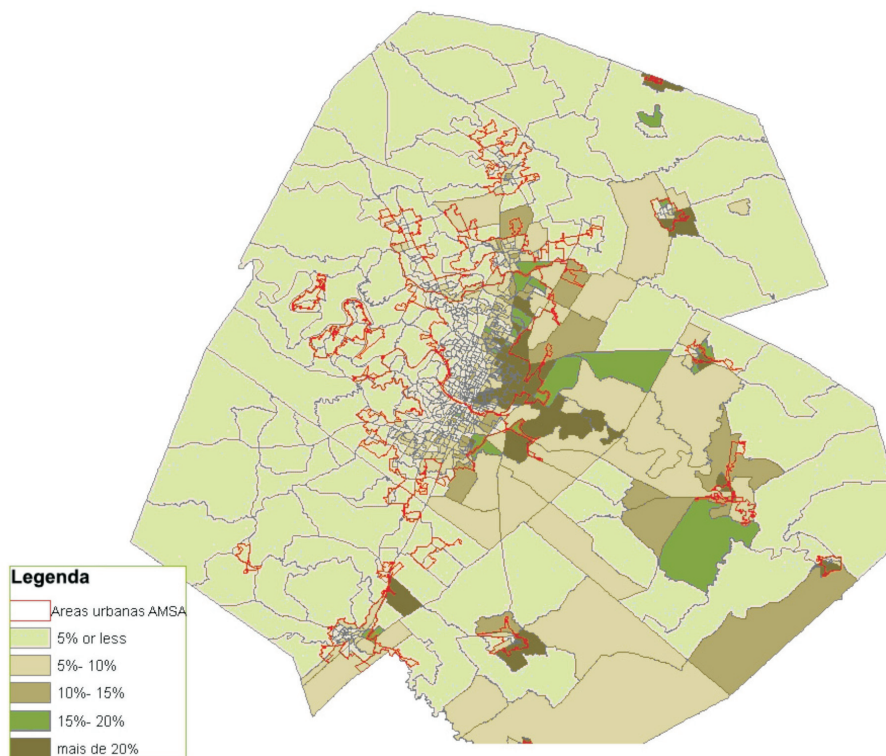 Legenda
Areas urbanas AMSA
5% or less
5%- 10%
10%- 15%
15%- 20%
mais de 20%